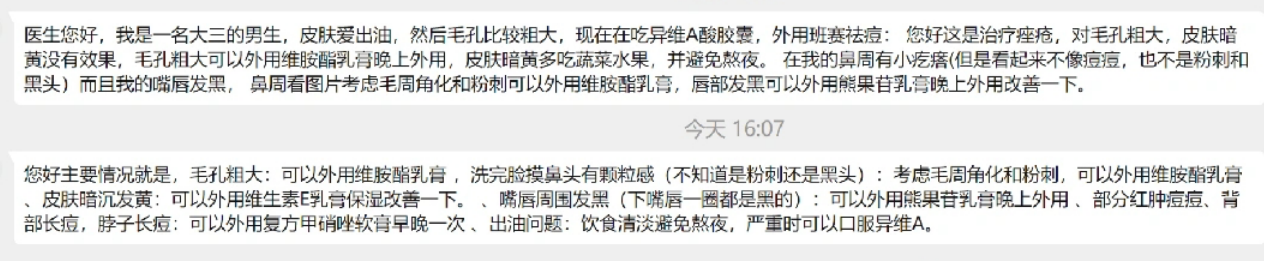 医生您好，我是一名大三的男生，皮肤爱出油，然后毛孔比较粗大，现在在吃异维A酸胶囊，外用班赛祛痘： 您好这是治疗痤疮，对毛孔粗大，皮肤暗
黄没有效果，毛孔粗大可以外用维胺酯乳膏晚上外用，皮肤暗黄多吃蔬菜水果，并避免熬夜。 在我的鼻周有小疙瘩(但是看起来不像痘痘，也不是粉刺和
黑头）而且我的嘴唇发黑， 鼻周看图片考虑毛周角化和粉刺可以外用维胺酯乳膏，唇部发黑可以外用熊果苷乳膏晚上外用改善一下。
今天 16:07
您好主要情况就是，毛孔粗大：可以外用维胺酯乳膏 ，洗完脸摸鼻头有颗粒感（不知道是粉刺还是黑头）：考虑毛周角化和粉刺，可以外用维胺酯乳膏
、皮肤暗沉发黄：可以外用维生素E乳膏保湿改善一下。 、嘴唇周围发黑（下嘴唇一圈都是黑的）：可以外用熊果苷乳膏晚上外用 、部分红肿痘痘、背
部长痘，脖子长痘：可以外用复方甲硝唑软膏早晚一次 、出油问题：饮食清淡避免熬夜，严重时可以口服异维A。